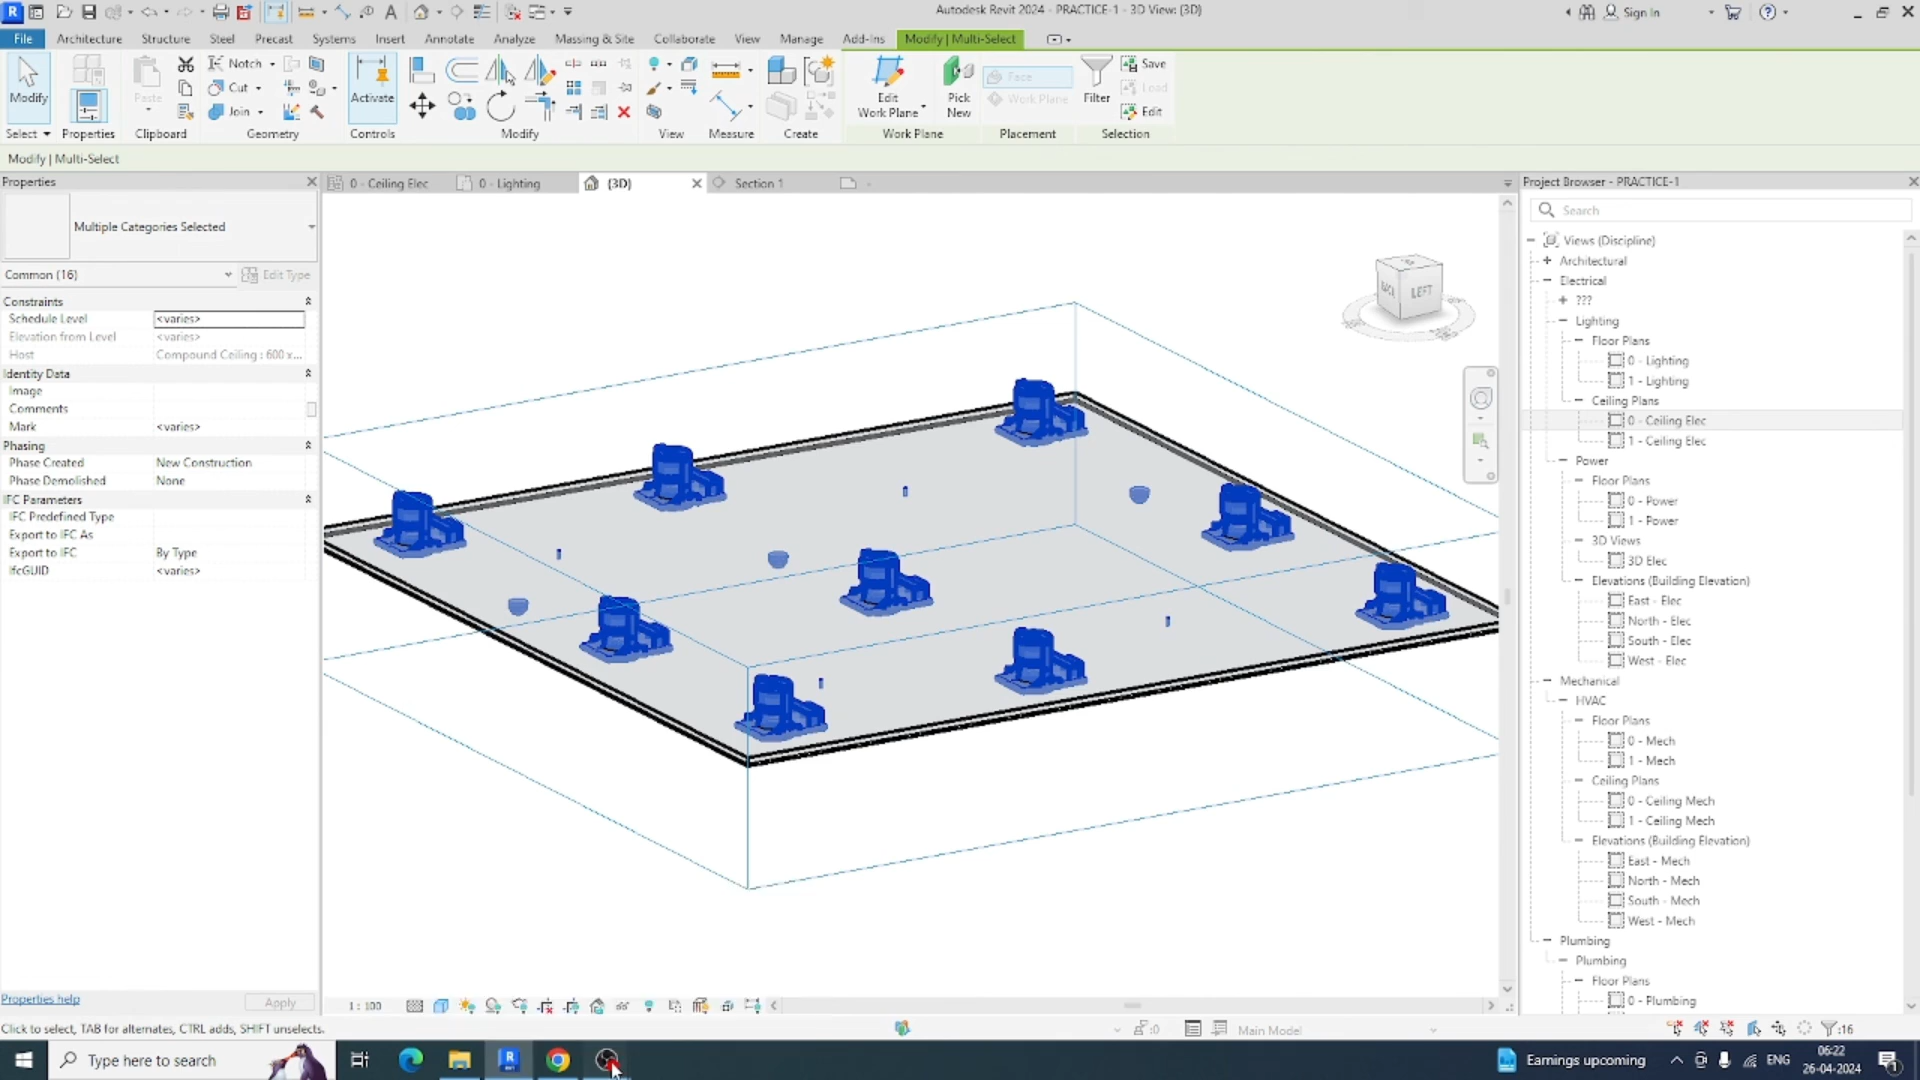 Autodesk Revit 2024 - PRACTICE-1 - 3D View: {3D}
Sign In
File Architecture Structure Steel Precast Systems Insert Annotate Analyze Massing & Site Collaborate View Manage Add-Ins Modify | Multi-Select
Modify
Paste
Notch
Cut
Join
Activate
Edit
Work Plane
Pick
New
Face
Work Plane
Filter
Save
Load
Edit
Select Properties Clipboard Geometry Controls Modify View Measure Create Work Plane Placement Selection
Modify | Multi-Select
Properties
0 - Ceiling Elec
0 - Lighting
{3D}
Section 1
Project Browser - PRACTICE-1
Multiple Categories Selected
Common (16)
Edit Type
Constraints
Schedule Level <varies>
Elevation from Level <varies>
Host Compound Ceiling : 600 x...
Identity Data
Image
Comments
Mark <varies>
Phasing
Phase Created New Construction
Phase Demolished None
IFC Parameters
IFC Predefined Type
Export to IFC As
Export to IFC By Type
IfcGUID <varies>
Properties help
Apply
BACK
LEFT
Search
Views (Discipline)
Architectural
Electrical
???
Lighting
Floor Plans
0 - Lighting
1 - Lighting
Ceiling Plans
0 - Ceiling Elec
1 - Ceiling Elec
Power
Floor Plans
0 - Power
1 - Power
3D Views
3D Elec
Elevations (Building Elevation)
East - Elec
North - Elec
South - Elec
West - Elec
Mechanical
HVAC
Floor Plans
0 - Mech
1 - Mech
Ceiling Plans
0 - Ceiling Mech
1 - Ceiling Mech
Elevations (Building Elevation)
East - Mech
North - Mech
South - Mech
West - Mech
Plumbing
Plumbing
Floor Plans
0 - Plumbing
1 : 100
Click to select, TAB for alternates, CTRL adds, SHIFT unselects.
:0
Main Model
:16
Type here to search
Earnings upcoming
ENG
06:22
26-04-2024